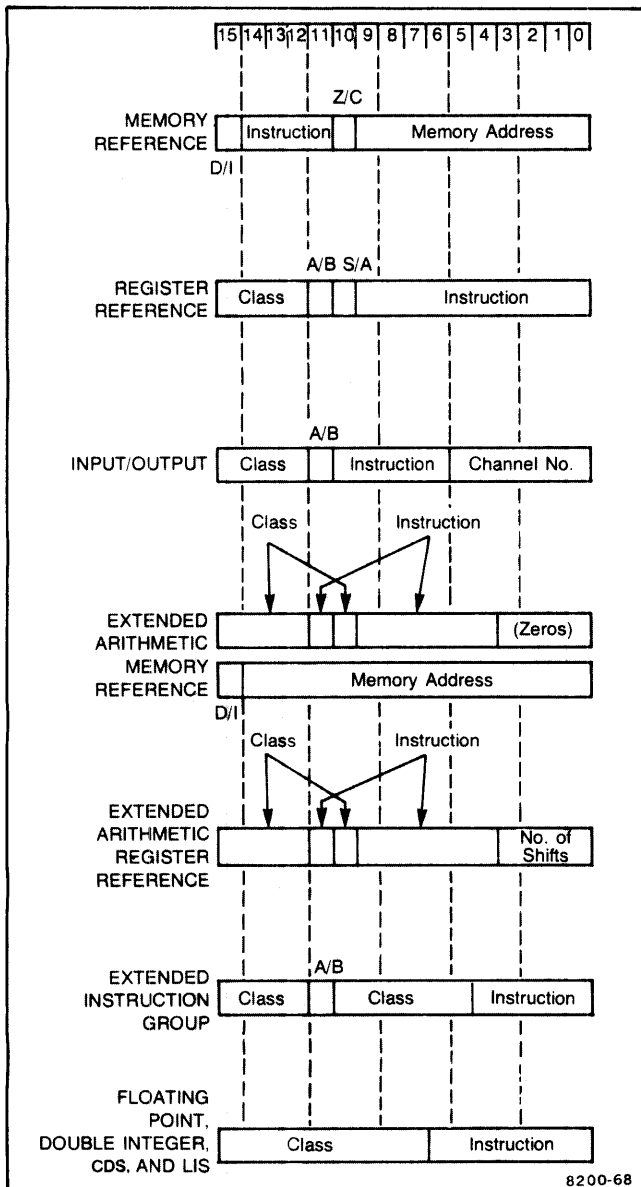 15 14 13 12 11 10 9 8 7 6 5 4 3 2 1 0
Z/C
MEMORY
REFERENCE
Instruction
Memory Address
D/I
A/B S/A
REGISTER
REFERENCE
Class
Instruction
A/B
INPUT/OUTPUT
Class
Instruction
Channel No.
Class
Instruction
EXTENDED
ARITHMETIC
(Zeros)
MEMORY
REFERENCE
Memory Address
D/I
Class
Instruction
EXTENDED
ARITHMETIC
REGISTER
REFERENCE
No. of
Shifts
A/B
EXTENDED
INSTRUCTION
GROUP
Class
Class
Instruction
FLOATING
POINT,
DOUBLE INTEGER,
CDS, AND LIS
Class
Instruction
8200-68